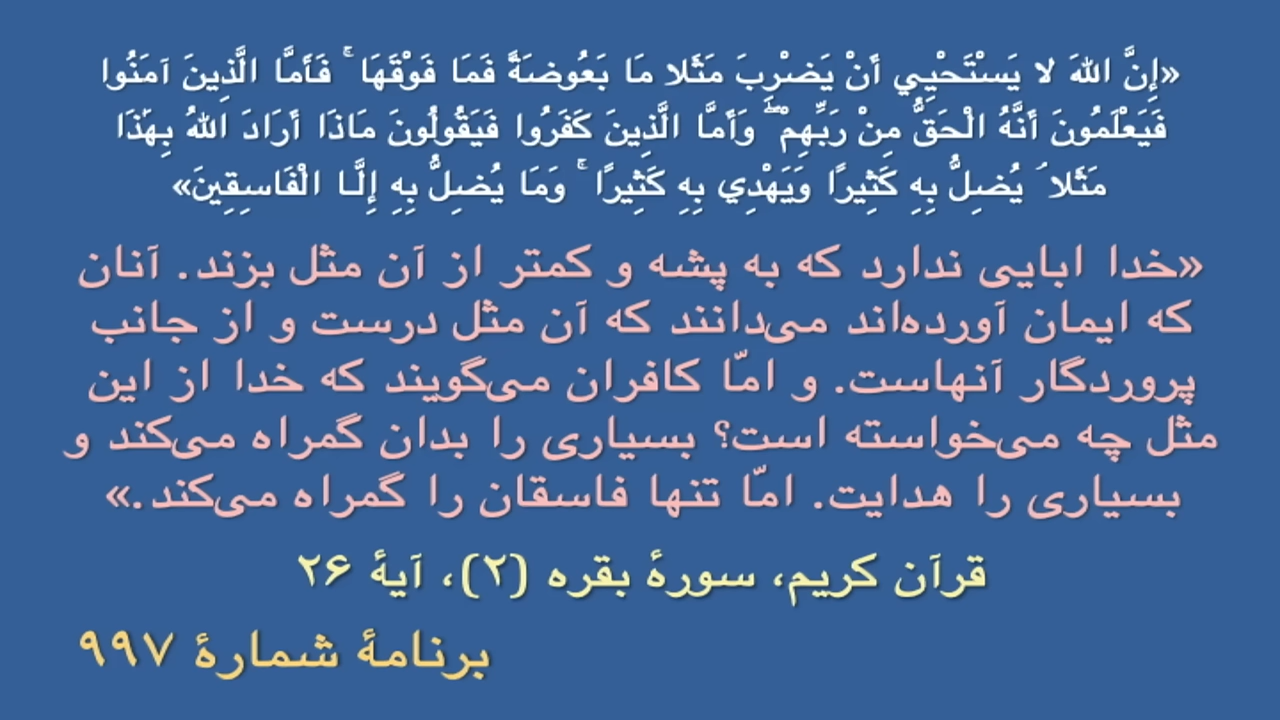 «إِنَّ اللهَ لا يَسْتَحْيِي أَنْ يَضْرِبَ مَثَلا مَا بَعُوضَةً فَمَا فَوْقَهَا ۚ فَأَمَّا الَّذِينَ آمَنُوا
فَيَعْلَمُونَ أَنَّهُ الْحَقُّ مِنْ رَبِّهِمْ ۖ وَأَمَّا الَّذِينَ كَفَرُوا فَيَقُولُونَ مَاذَا أَرَادَ اللهُ بِهَٰذَا
مَثَلا ۘ يُضِلُّ بِهِ كَثِيرًا وَيَهْدِي بِهِ كَثِيرًا ۚ وَمَا يُضِلُّ بِهِ إِلَّا الْفَاسِقِينَ»
«خدا ابایی ندارد که به پشه و کمتر از آن مثل بزند. آنان
که ایمان آورده‌اند می‌دانند که آن مثل درست و از جانب
پروردگار آنهاست. و امّا کافران می‌گویند که خدا از این
مثل چه می‌خواسته است؟ بسیاری را بدان گمراه می‌کند و
بسیاری را هدایت. امّا تنها فاسقان را گمراه می‌کند.»
قرآن کریم، سورهٔ بقره (۲)، آیهٔ ۲۶
برنامهٔ شمارهٔ ۹۹۷